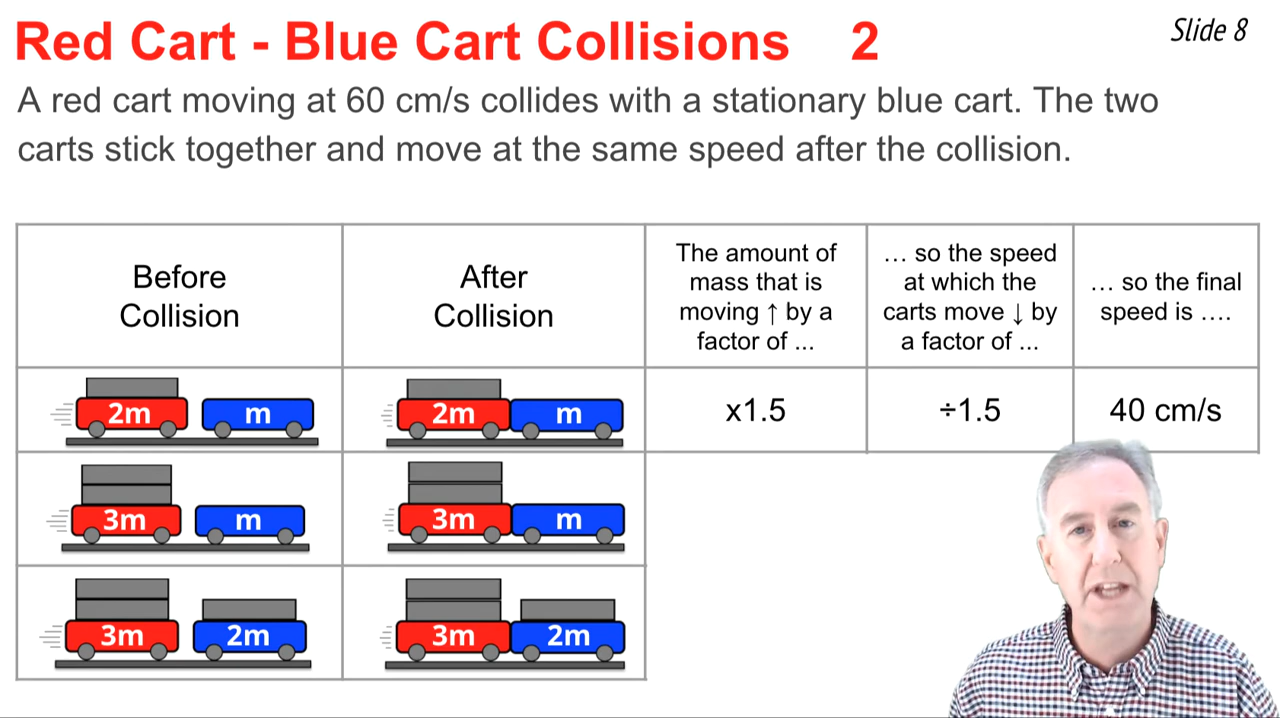 Red Cart - Blue Cart Collisions 2
Slide 8
A red cart moving at 60 cm/s collides with a stationary blue cart. The two
carts stick together and move at the same speed after the collision.
Before
Collision
After
Collision
The amount of
mass that is
moving ↑ by a
factor of ...
… so the speed
at which the
carts move ↓ by
a factor of ...
… so the final
speed is ….
2m
m
2m
m
x1.5
÷1.5
40 cm/s
3m
m
3m
m
3m
2m
3m
2m